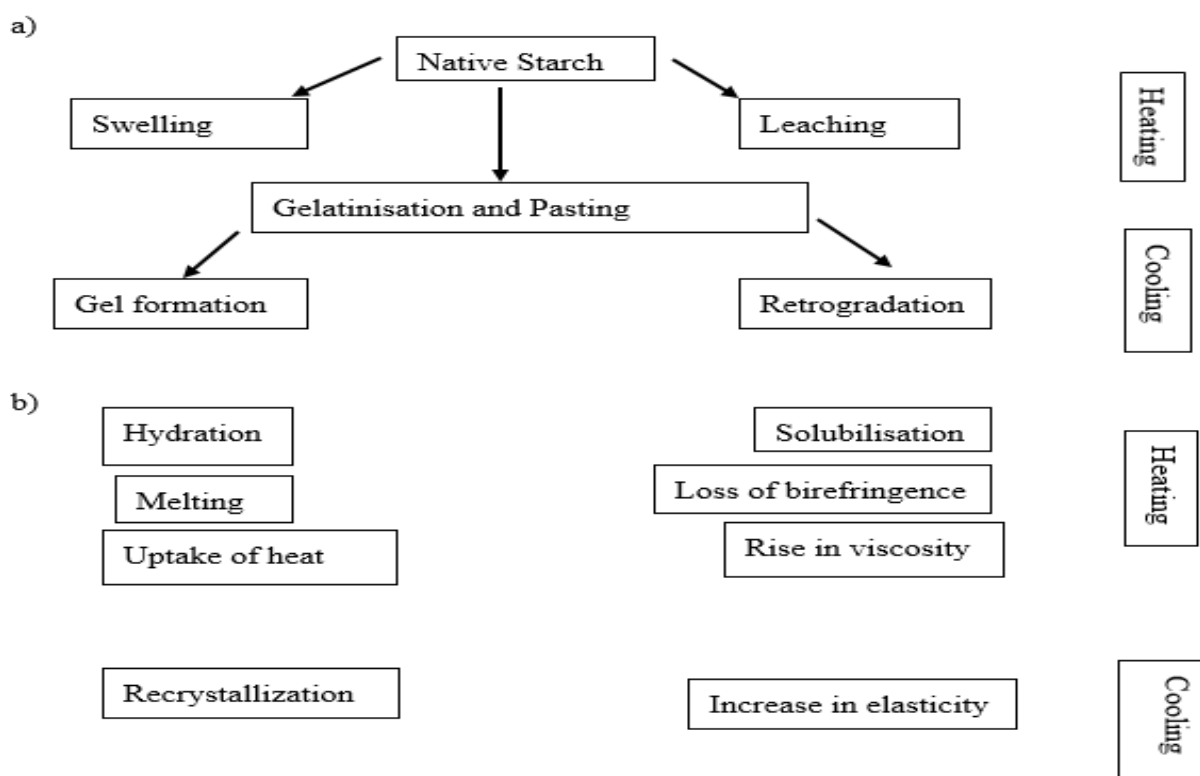 a)
Native Starch
Swelling
Leaching
Heating
Gelatinisation and Pasting
Gel formation
Retrogradation
Cooling
b)
Hydration
Solubilisation
Melting
Loss of birefringence
Heating
Uptake of heat
Rise in viscosity
Recrystallization
Increase in elasticity
Cooling